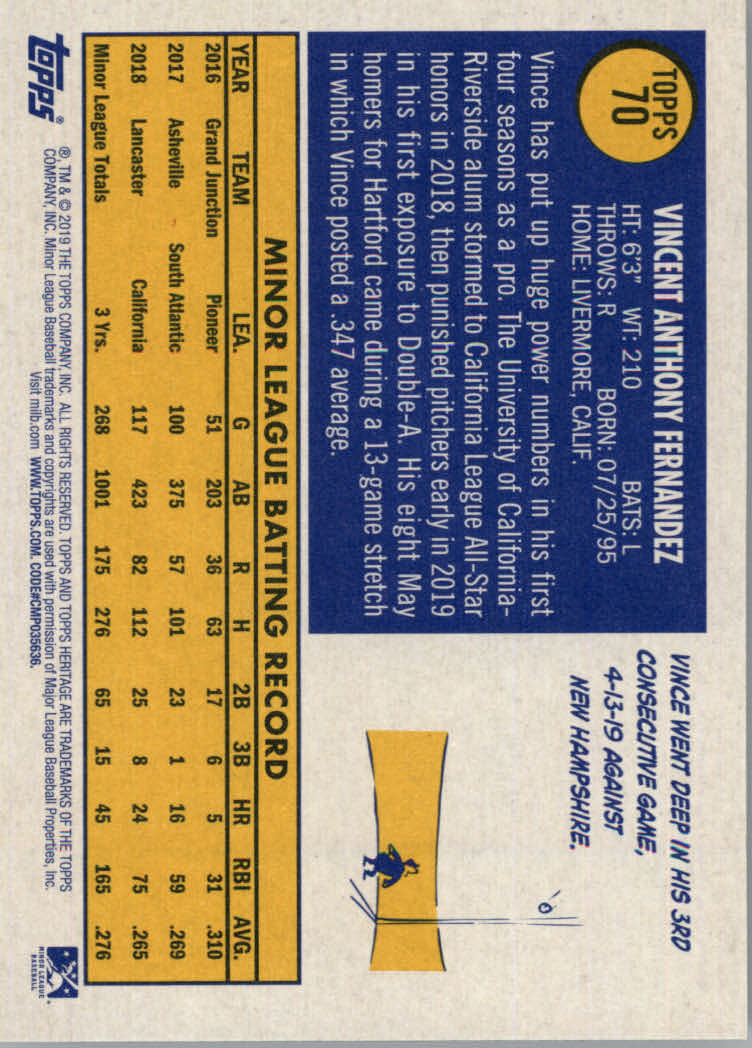 TOPPS
70
VINCENT ANTHONY FERNANDEZ
HT: 6'3" WT: 210 BATS: L
THROWS: R BORN: 07/25/95
HOME: LIVERMORE, CALIF.
Vince has put up huge power numbers in his first
four seasons as a pro. The University of California-
Riverside alum stormed to California League All-Star
honors in 2018, then punished pitchers early in 2019
in his first exposure to Double-A. His eight May
homers for Hartford came during a 13-game stretch
in which Vince posted a .347 average.
VINCE WENT DEEP IN HIS 3RD
CONSECUTIVE GAME,
4-13-19 AGAINST
NEW HAMPSHIRE.
MINOR LEAGUE BATTING RECORD
YEAR TEAM LEA. G AB R H 2B 3B HR RBI AVG.
2016 Grand Junction Pioneer 51 203 36 63 17 6 5 31 .310
2017 Asheville South Atlantic 100 375 57 101 23 1 16 59 .269
2018 Lancaster California 117 423 82 112 25 8 24 75 .265
Minor League Totals 3 Yrs. 268 1001 175 276 65 15 45 165 .276
topps®
®, TM & © 2019 THE TOPPS COMPANY, INC. ALL RIGHTS RESERVED. TOPPS AND TOPPS HERITAGE ARE TRADEMARKS OF THE TOPPS
COMPANY, INC. Minor League Baseball trademarks and copyrights are used with permission of Major League Baseball Properties, Inc.
Visit milb.com WWW.TOPPS.COM. CODE#CMP035636.
MINOR LEAGUE
BASEBALL